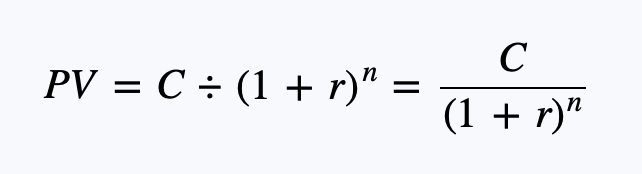 PV = C ÷ (1 + r)^n = C / (1 + r)^n